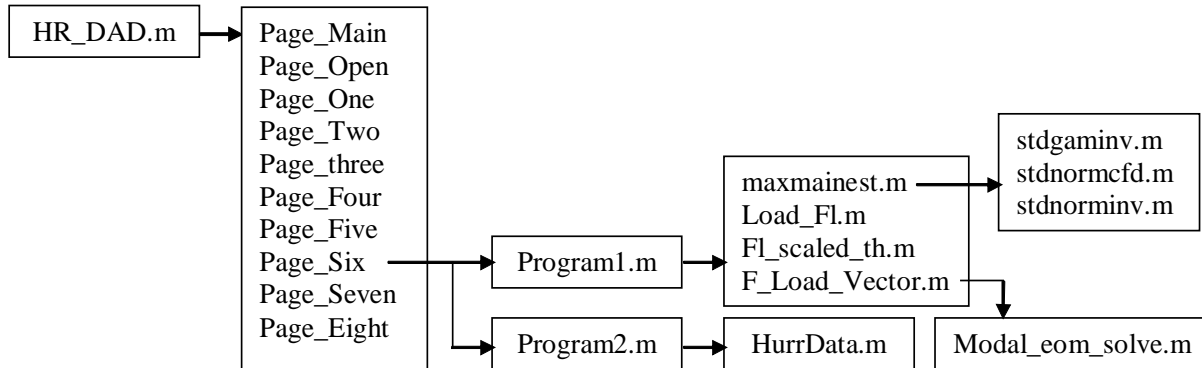 HR_DAD.m
Page_Main
Page_Open
Page_One
Page_Two
Page_three
Page_Four
Page_Five
Page_Six
Page_Seven
Page_Eight
Program1.m
Program2.m
maxmainest.m
Load_Fl.m
Fl_scaled_th.m
F_Load_Vector.m
HurrData.m
stdgaminv.m
stdnormcfd.m
stdnorminv.m
Modal_eom_solve.m